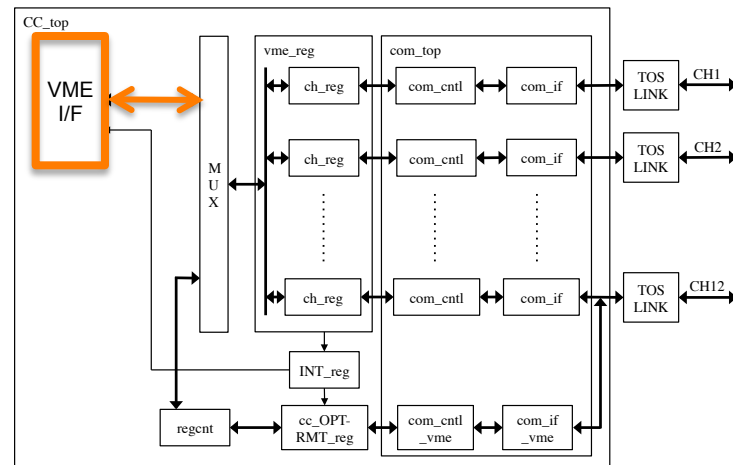 CC_top
VME
I/F
MUX
vme_reg
com_top
ch_reg
com_cntl
com_if
TOS
LINK
CH1
ch_reg
com_cntl
com_if
TOS
LINK
CH2
ch_reg
com_cntl
com_if
TOS
LINK
CH12
INT_reg
regcnt
cc_OPT-
RMT_reg
com_cntl
_vme
com_if
_vme